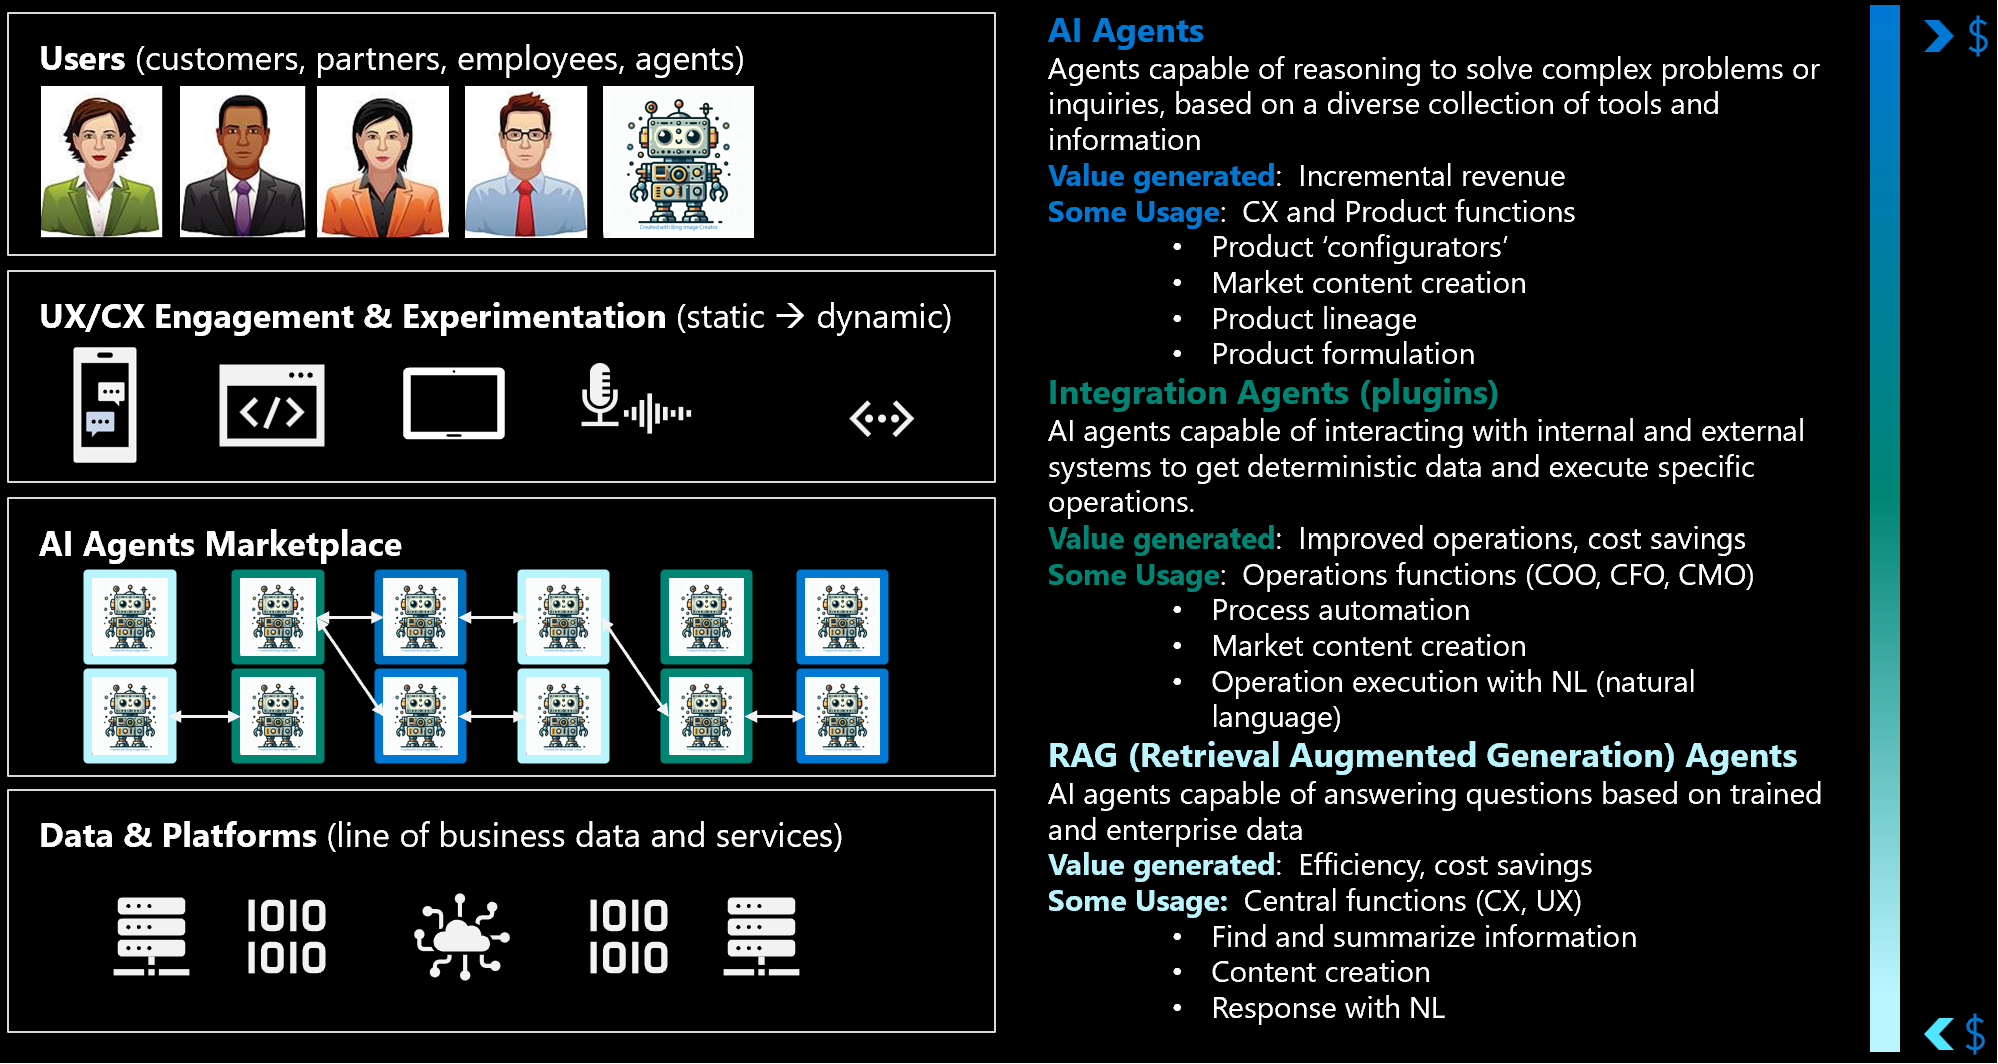 Users (customers, partners, employees, agents)
Created with Bing Image Creator
UX/CX Engagement & Experimentation (static → dynamic)
</>
AI Agents Marketplace
Data & Platforms (line of business data and services)
1010 1010
1010 1010
AI Agents
Agents capable of reasoning to solve complex problems or
inquiries, based on a diverse collection of tools and
information
Value generated: Incremental revenue
Some Usage: CX and Product functions
• Product ‘configurators’
• Market content creation
• Product lineage
• Product formulation
Integration Agents (plugins)
AI agents capable of interacting with internal and external
systems to get deterministic data and execute specific
operations.
Value generated: Improved operations, cost savings
Some Usage: Operations functions (COO, CFO, CMO)
• Process automation
• Market content creation
• Operation execution with NL (natural
language)
RAG (Retrieval Augmented Generation) Agents
AI agents capable of answering questions based on trained
and enterprise data
Value generated: Efficiency, cost savings
Some Usage: Central functions (CX, UX)
• Find and summarize information
• Content creation
• Response with NL
$
$